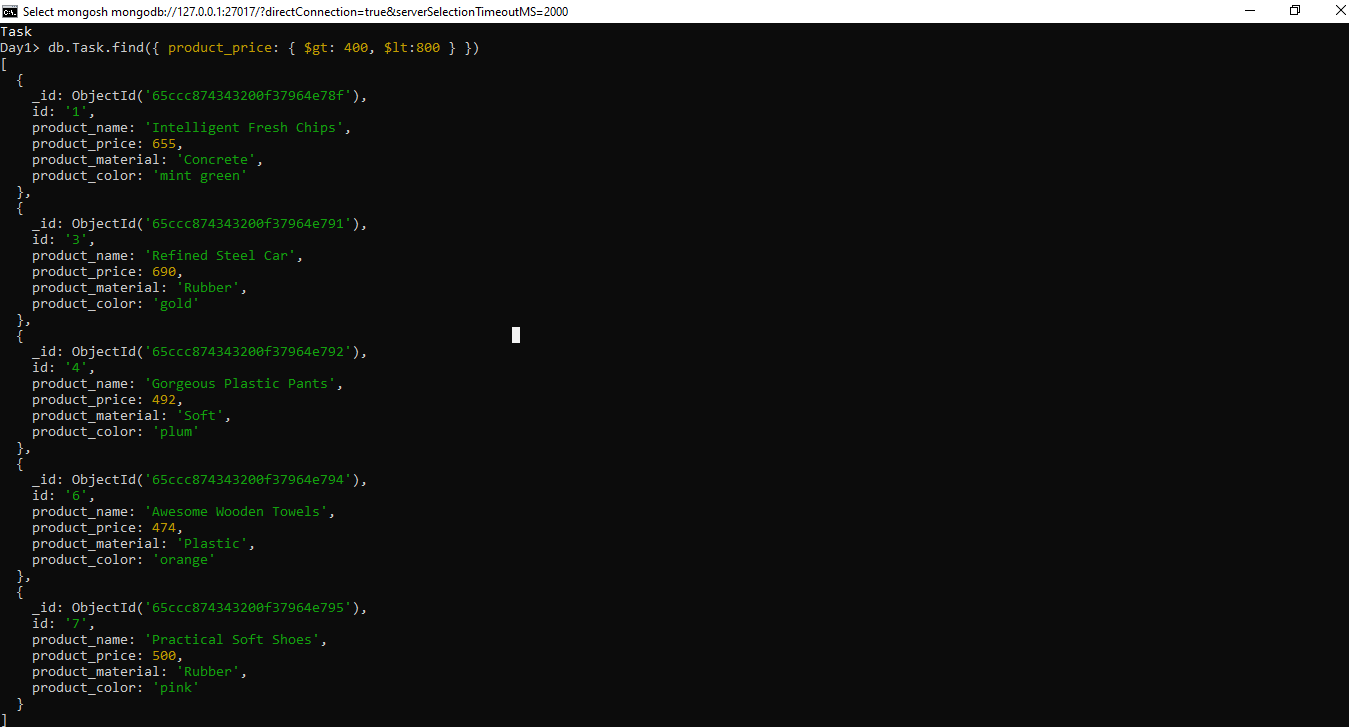 Select mongosh mongodb://127.0.0.1:27017/?directConnection=true&serverSelectionTimeoutMS=2000
Task
Day1> db.Task.find({ product_price: { $gt: 400, $lt:800 } })
[
  {
    _id: ObjectId('65ccc874343200f37964e78f'),
    id: '1',
    product_name: 'Intelligent Fresh Chips',
    product_price: 655,
    product_material: 'Concrete',
    product_color: 'mint green'
  },
  {
    _id: ObjectId('65ccc874343200f37964e791'),
    id: '3',
    product_name: 'Refined Steel Car',
    product_price: 690,
    product_material: 'Rubber',
    product_color: 'gold'
  },
  {
    _id: ObjectId('65ccc874343200f37964e792'),
    id: '4',
    product_name: 'Gorgeous Plastic Pants',
    product_price: 492,
    product_material: 'Soft',
    product_color: 'plum'
  },
  {
    _id: ObjectId('65ccc874343200f37964e794'),
    id: '6',
    product_name: 'Awesome Wooden Towels',
    product_price: 474,
    product_material: 'Plastic',
    product_color: 'orange'
  },
  {
    _id: ObjectId('65ccc874343200f37964e795'),
    id: '7',
    product_name: 'Practical Soft Shoes',
    product_price: 500,
    product_material: 'Rubber',
    product_color: 'pink'
  }
]